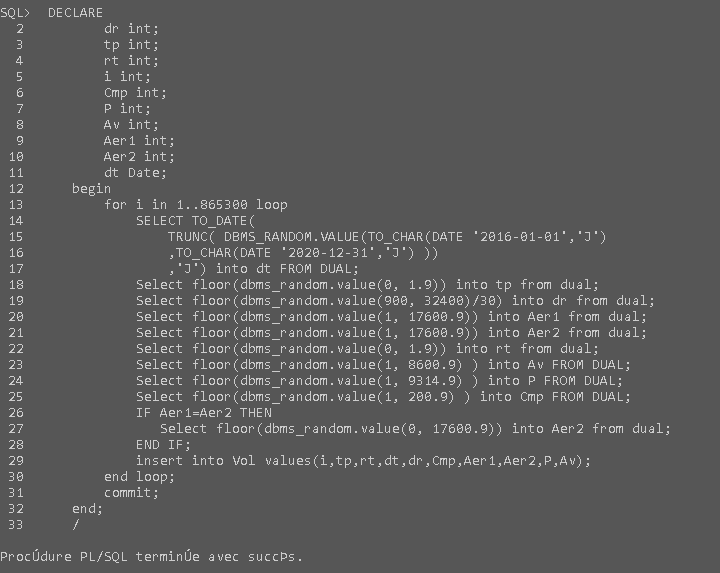 SQL>  DECLARE
  2          dr int;
  3          tp int;
  4          rt int;
  5          i int;
  6          Cmp int;
  7          P int;
  8          Av int;
  9          Aer1 int;
 10          Aer2 int;
 11          dt Date;
 12      begin
 13          for i in 1..865300 loop
 14              SELECT TO_DATE(
 15                  TRUNC( DBMS_RANDOM.VALUE(TO_CHAR(DATE '2016-01-01','J')
 16                  ,TO_CHAR(DATE '2020-12-31','J') ))
 17                  ,'J') into dt FROM DUAL;
 18              Select floor(dbms_random.value(0, 1.9)) into tp from dual;
 19              Select floor(dbms_random.value(900, 32400)/30) into dr from dual;
 20              Select floor(dbms_random.value(1, 17600.9)) into Aer1 from dual;
 21              Select floor(dbms_random.value(1, 17600.9)) into Aer2 from dual;
 22              Select floor(dbms_random.value(0, 1.9)) into rt from dual;
 23              Select floor(dbms_random.value(1, 8600.9) ) into Av FROM DUAL;
 24              Select floor(dbms_random.value(1, 9314.9) ) into P FROM DUAL;
 25              Select floor(dbms_random.value(1, 200.9) ) into Cmp FROM DUAL;
 26              IF Aer1=Aer2 THEN
 27                 Select floor(dbms_random.value(0, 17600.9)) into Aer2 from dual;
 28              END IF;
 29              insert into Vol values(i,tp,rt,dt,dr,Cmp,Aer1,Aer2,P,Av);
 30          end loop;
 31          commit;
 32      end;
 33      /
ProcÚdure PL/SQL terminÚe avec succÞs.